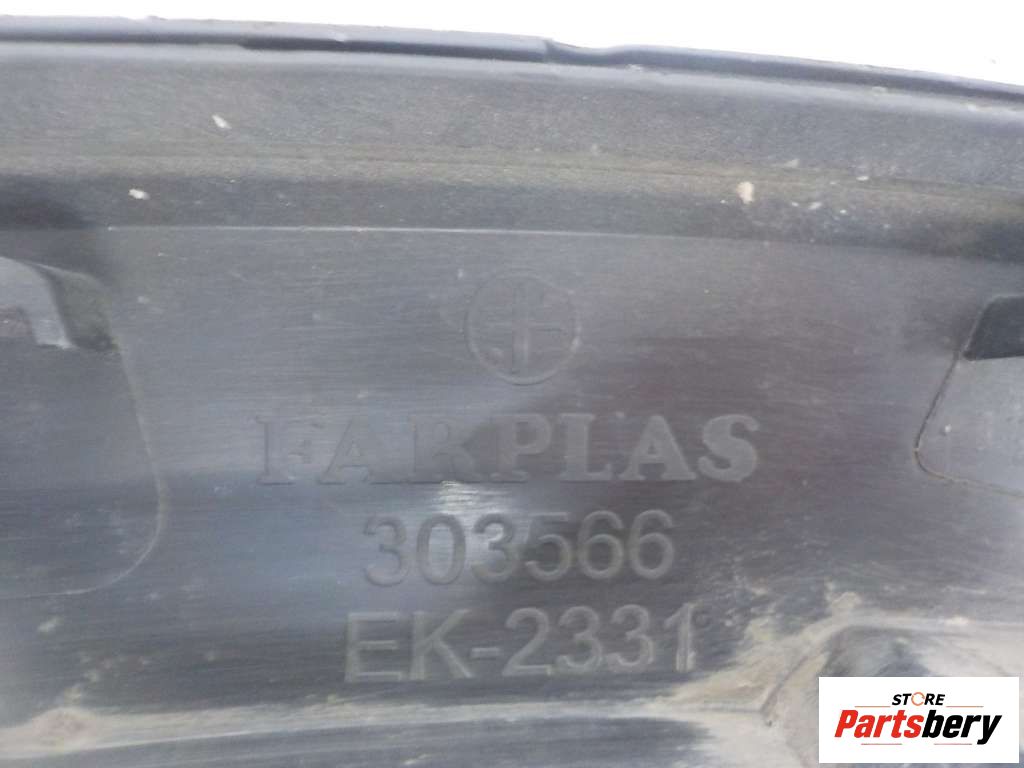 FARPLAS
303566
EK-2331
STORE
Partsbery